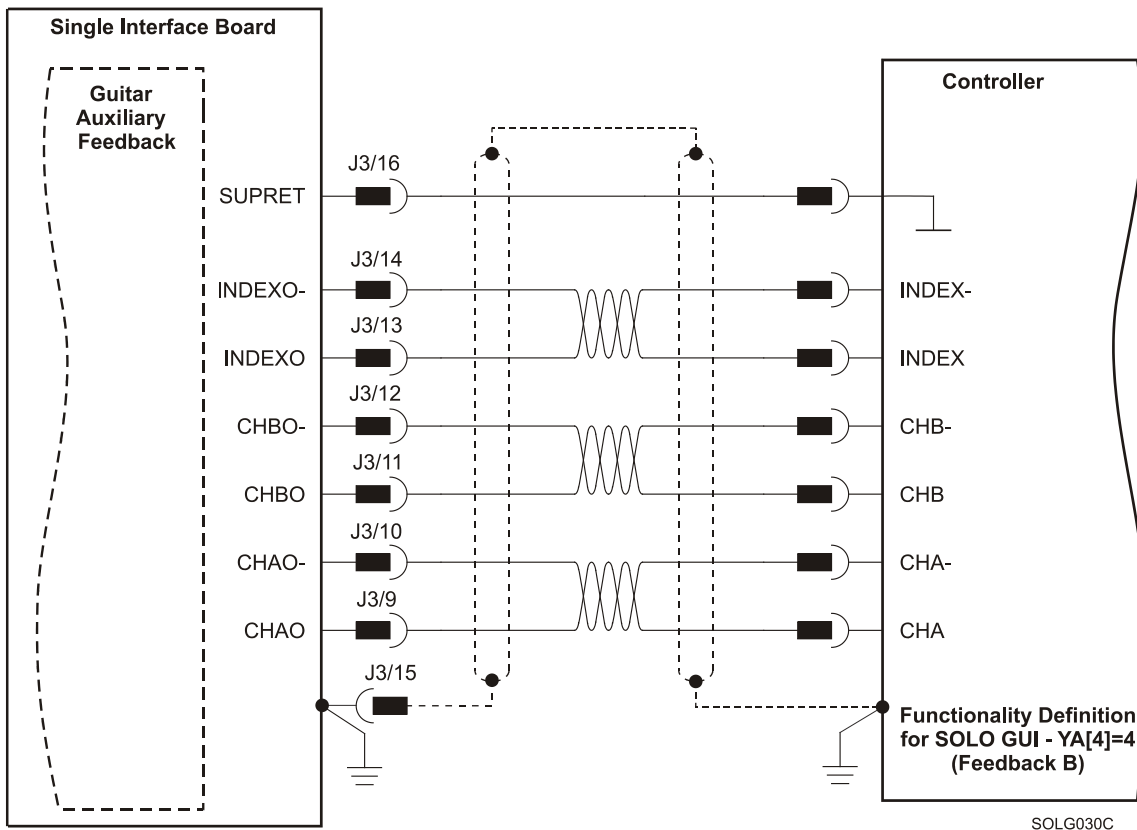 Single Interface Board
Guitar
Auxiliary
Feedback
Controller
J3/16
SUPRET
J3/14
INDEXO-
INDEX-
J3/13
INDEXO
INDEX
J3/12
CHBO-
CHB-
J3/11
CHBO
CHB
J3/10
CHAO-
CHA-
J3/9
CHAO
CHA
J3/15
Functionality Definition
for SOLO GUI - YA[4]=4
(Feedback B)
SOLG030C